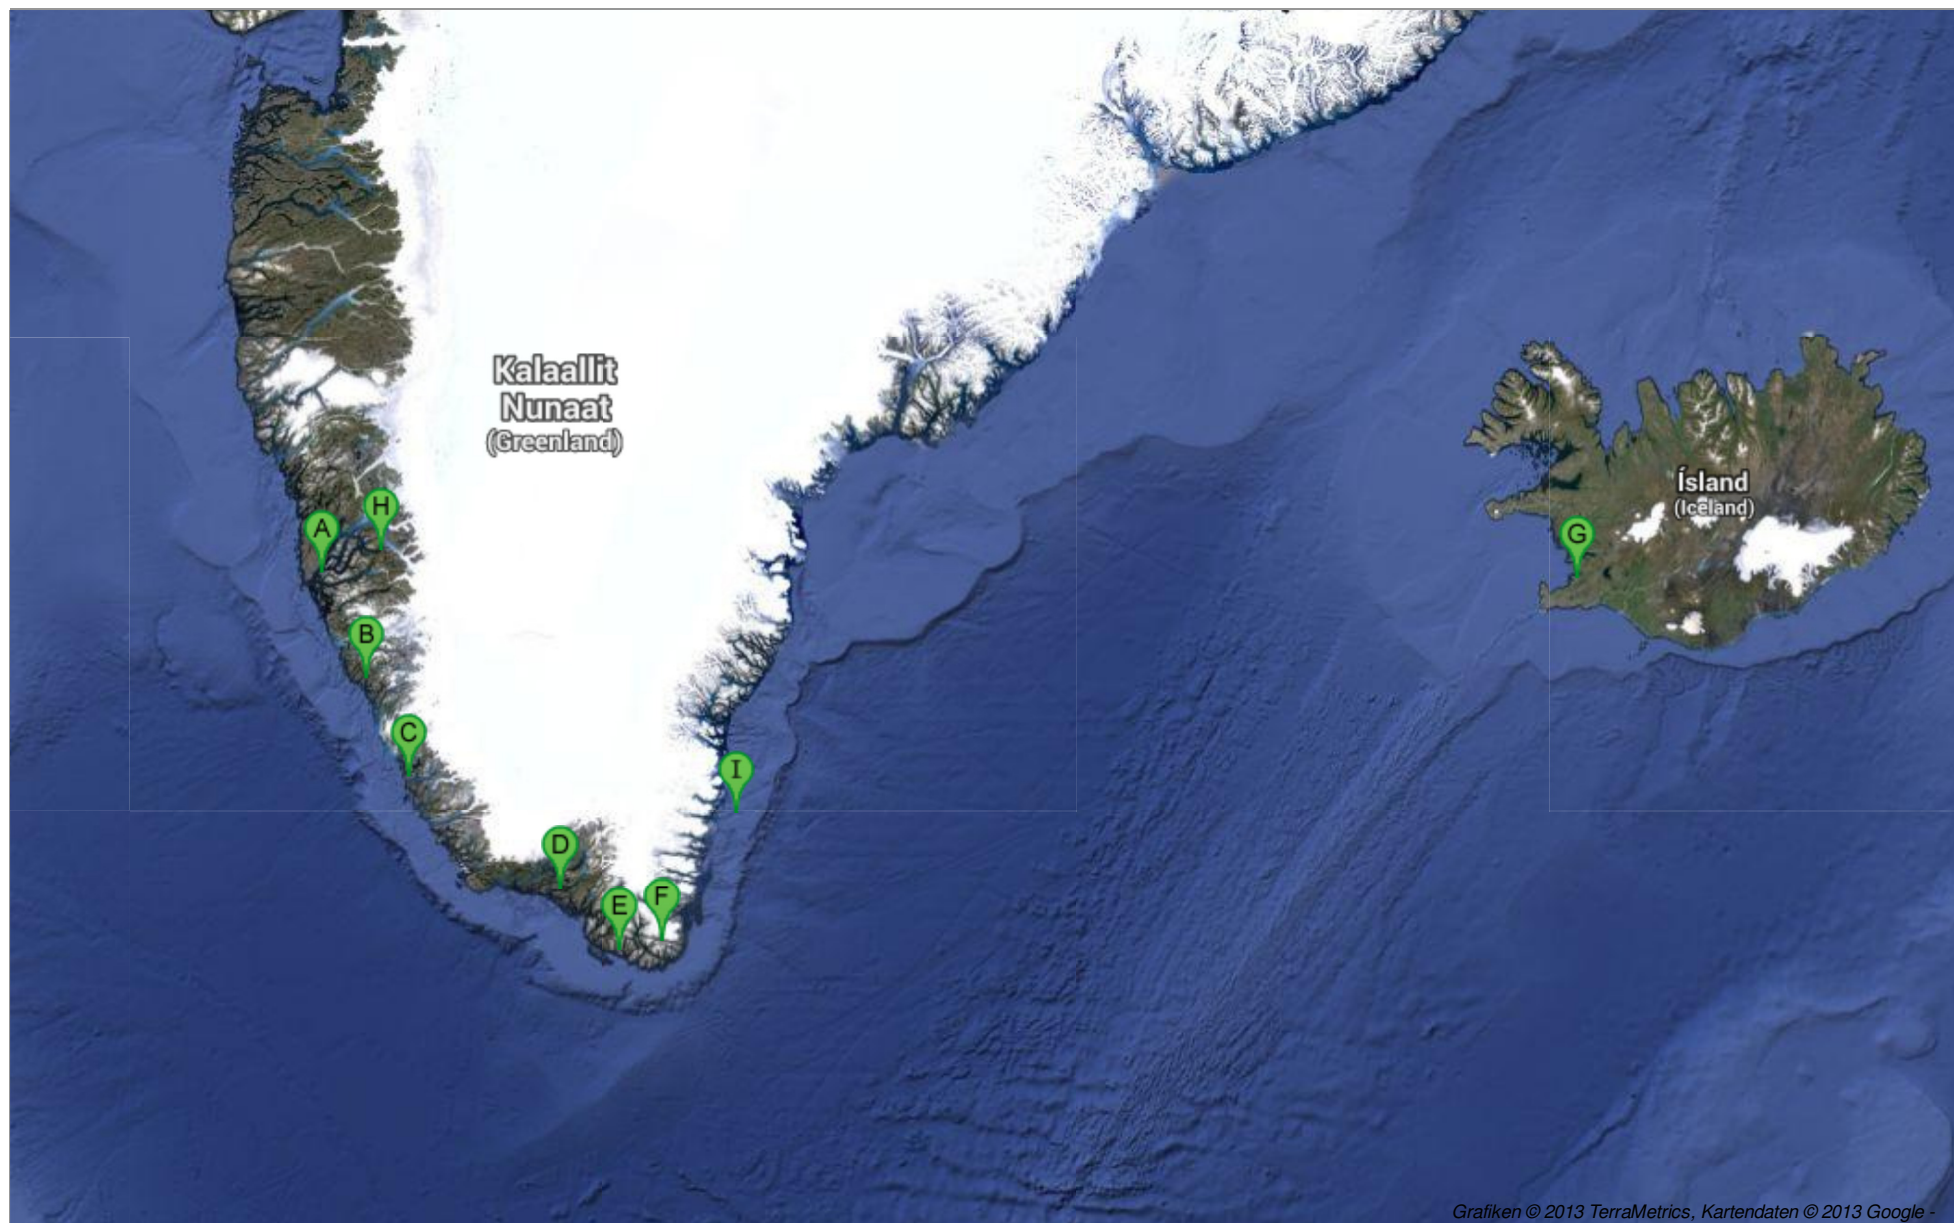 Kalaallit
Nunaat
(Greenland)
Ísland
(Iceland)
H
A
G
B
C
I
D
F
E
Grafiken © 2013 TerraMetrics, Kartendaten © 2013 Google -